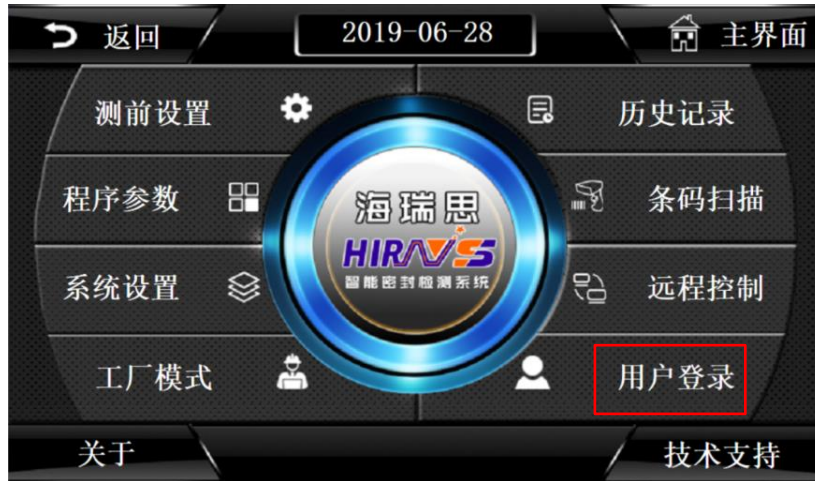 返回
2019-06-28
主界面
测前设置
历史记录
程序参数
条码扫描
海瑞思
HIRAYS
智能密封检测系统
系统设置
远程控制
工厂模式
用户登录
关于
技术支持